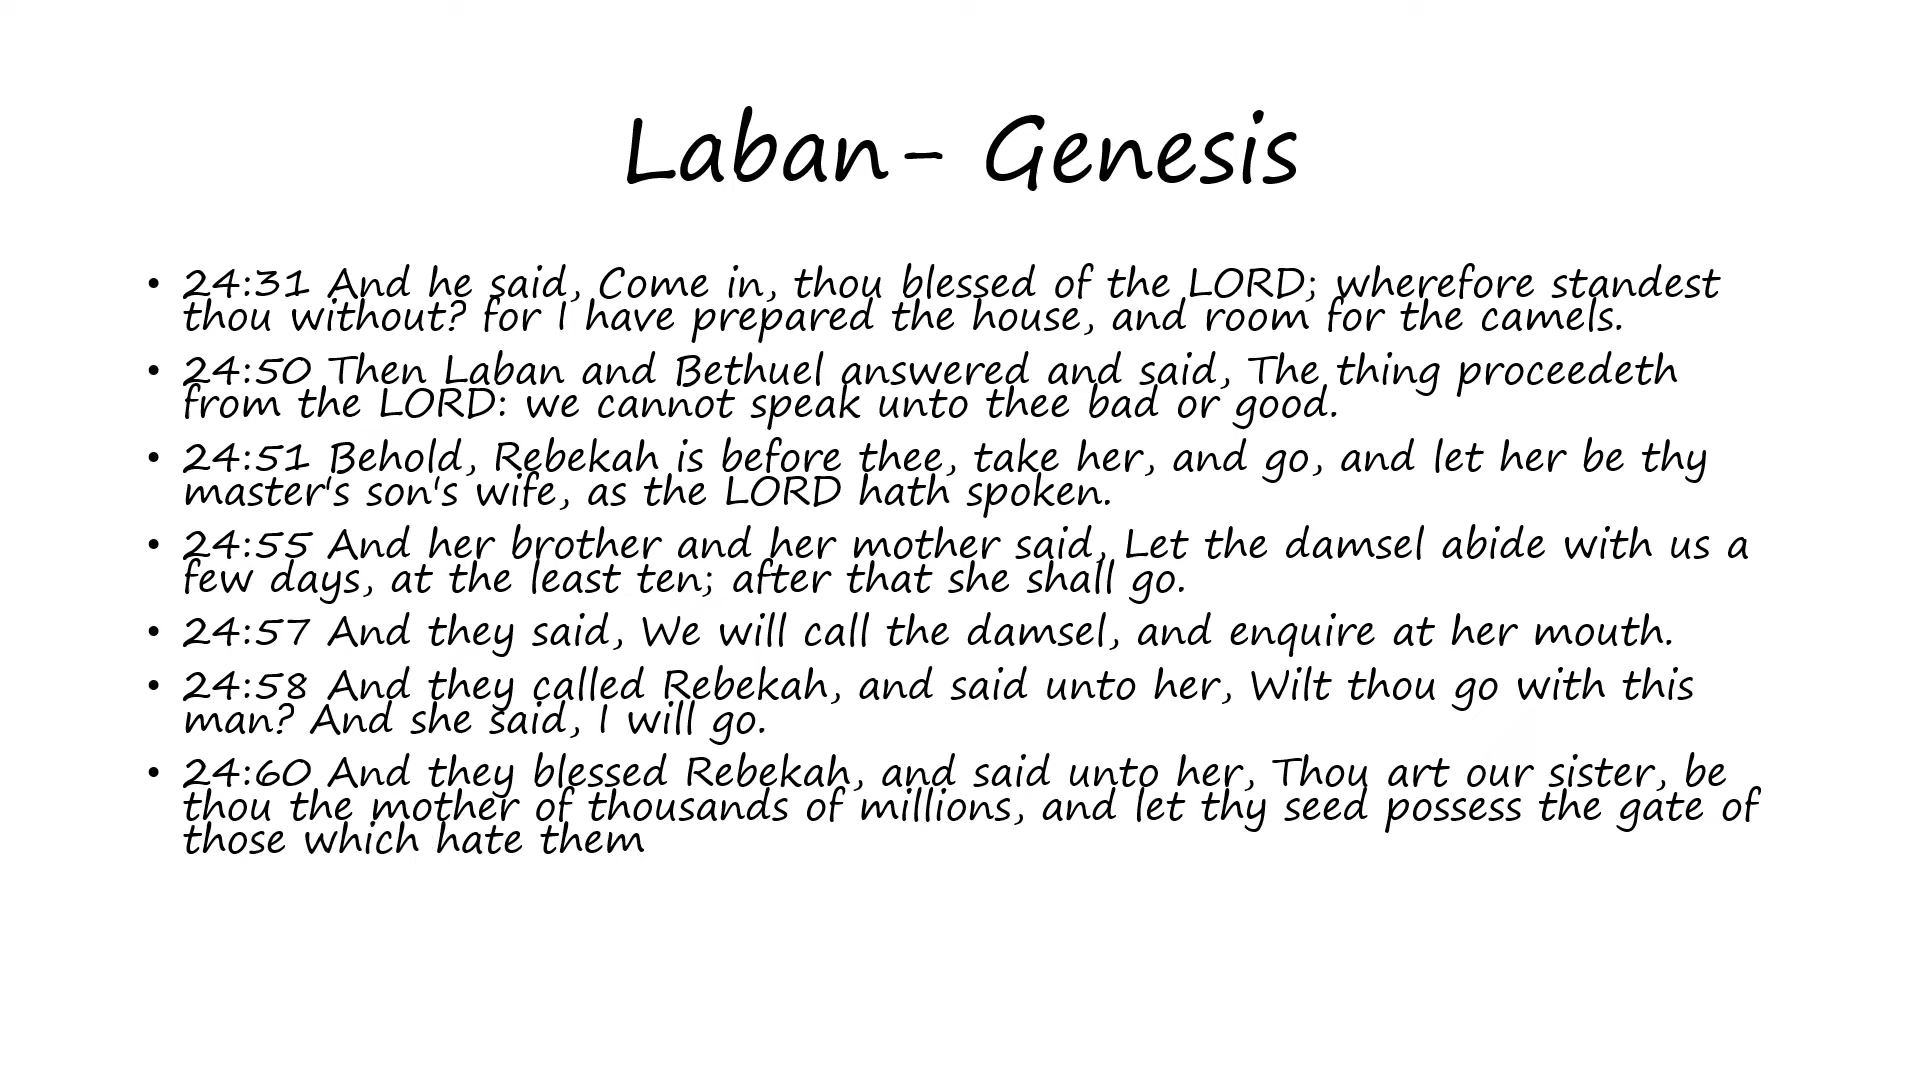 Laban- Genesis
• 24:31 And he said, Come in, thou blessed of the LORD; wherefore standest
thou without? for I have prepared the house, and room for the camels.
• 24:50 Then Laban and Bethuel answered and said, The thing proceedeth
from the LORD: we cannot speak unto thee bad or good.
• 24:51 Behold, Rebekah is before thee, take her, and go, and let her be thy
master's son's wife, as the LORD hath spoken.
• 24:55 And her brother and her mother said, Let the damsel abide with us a
few days, at the least ten; after that she shall go.
• 24:57 And they said, We will call the damsel, and enquire at her mouth.
• 24:58 And they called Rebekah, and said unto her, Wilt thou go with this
man? And she said, I will go.
• 24:60 And they blessed Rebekah, and said unto her, Thou art our sister, be
thou the mother of thousands of millions, and let thy seed possess the gate of
those which hate them